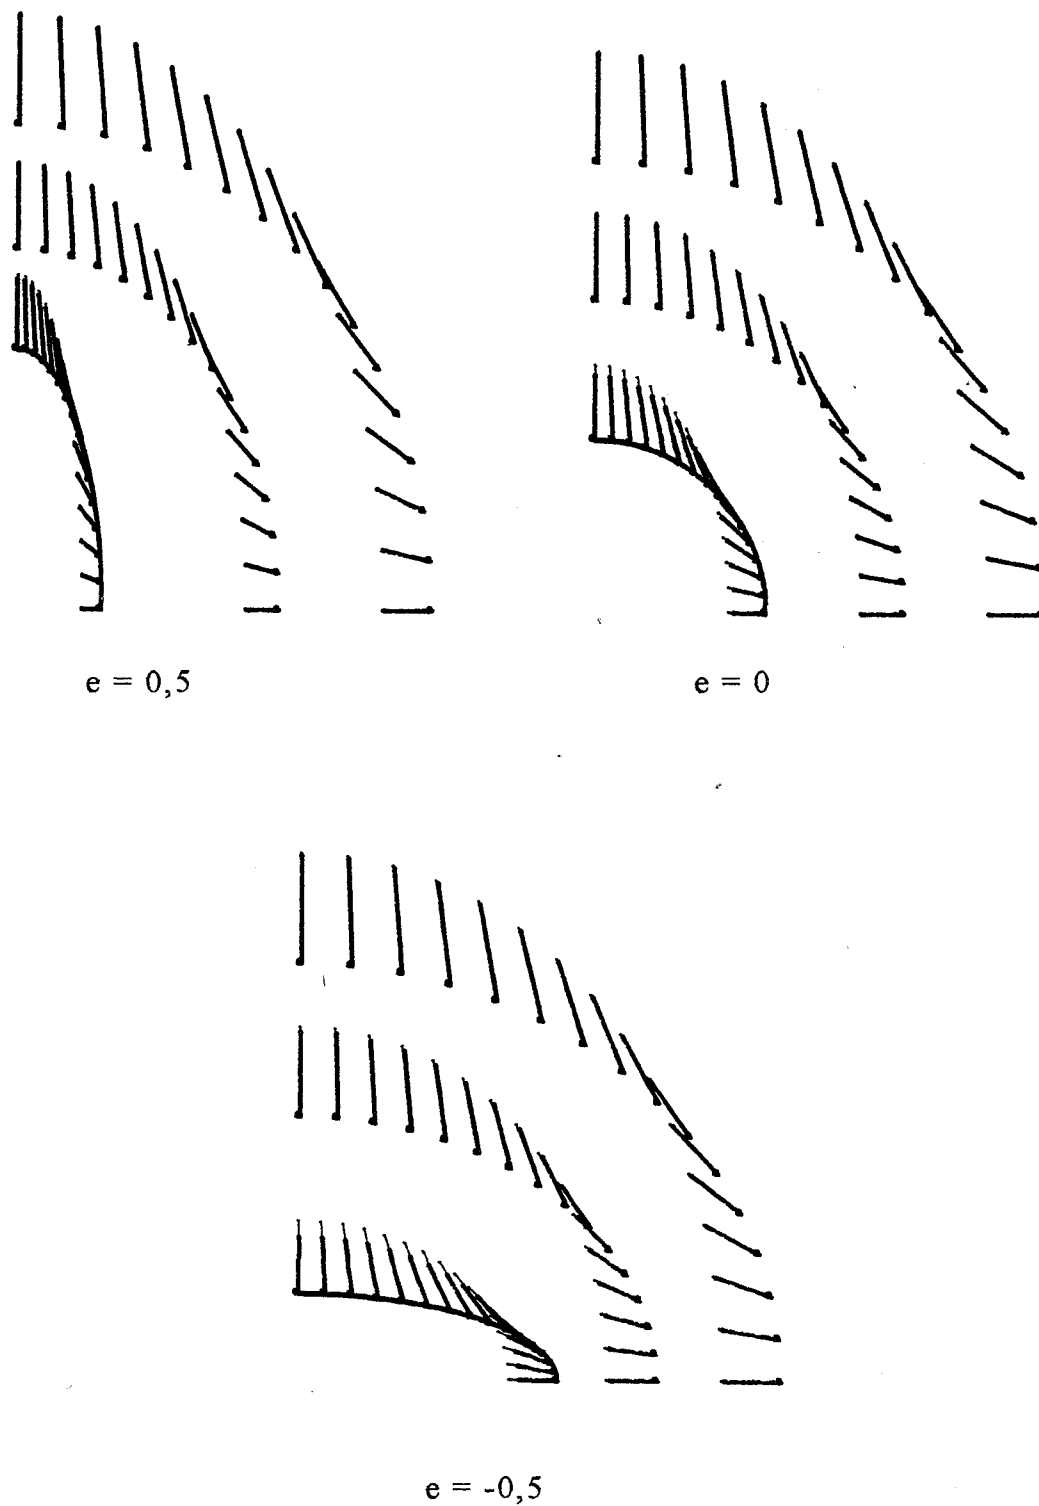 e = 0,5
e = 0
e = -0,5